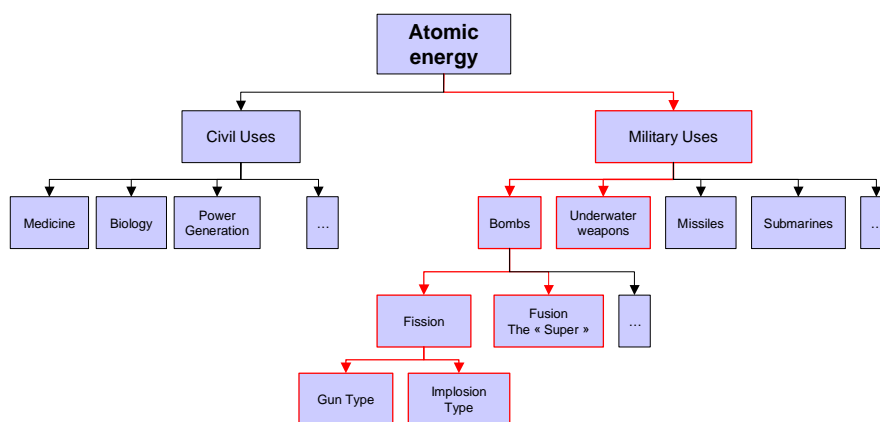 Atomic
energy
Civil Uses
Military Uses
Medicine
Biology
Power
Generation
...
Bombs
Underwater
weapons
Missiles
Submarines
...
Fission
Fusion
The « Super »
...
Gun Type
Implosion
Type